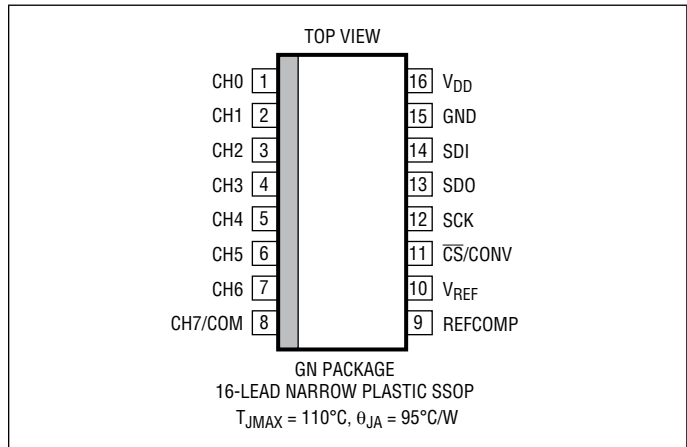 TOP VIEW
CH0 1 16 VDD
CH1 2 15 GND
CH2 3 14 SDI
CH3 4 13 SDO
CH4 5 12 SCK
CH5 6 11 C̅S̅/CONV
CH6 7 10 VREF
CH7/COM 8 9 REFCOMP
GN PACKAGE
16-LEAD NARROW PLASTIC SSOP
TJMAX = 110°C, θJA = 95°C/W